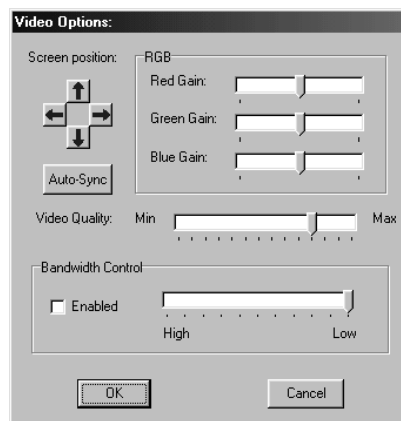 Video Options:
Screen position:
RGB
Red Gain:
Green Gain:
Blue Gain:
Auto-Sync
Video Quality: Min Max
Bandwidth Control
Enabled
High Low
OK Cancel